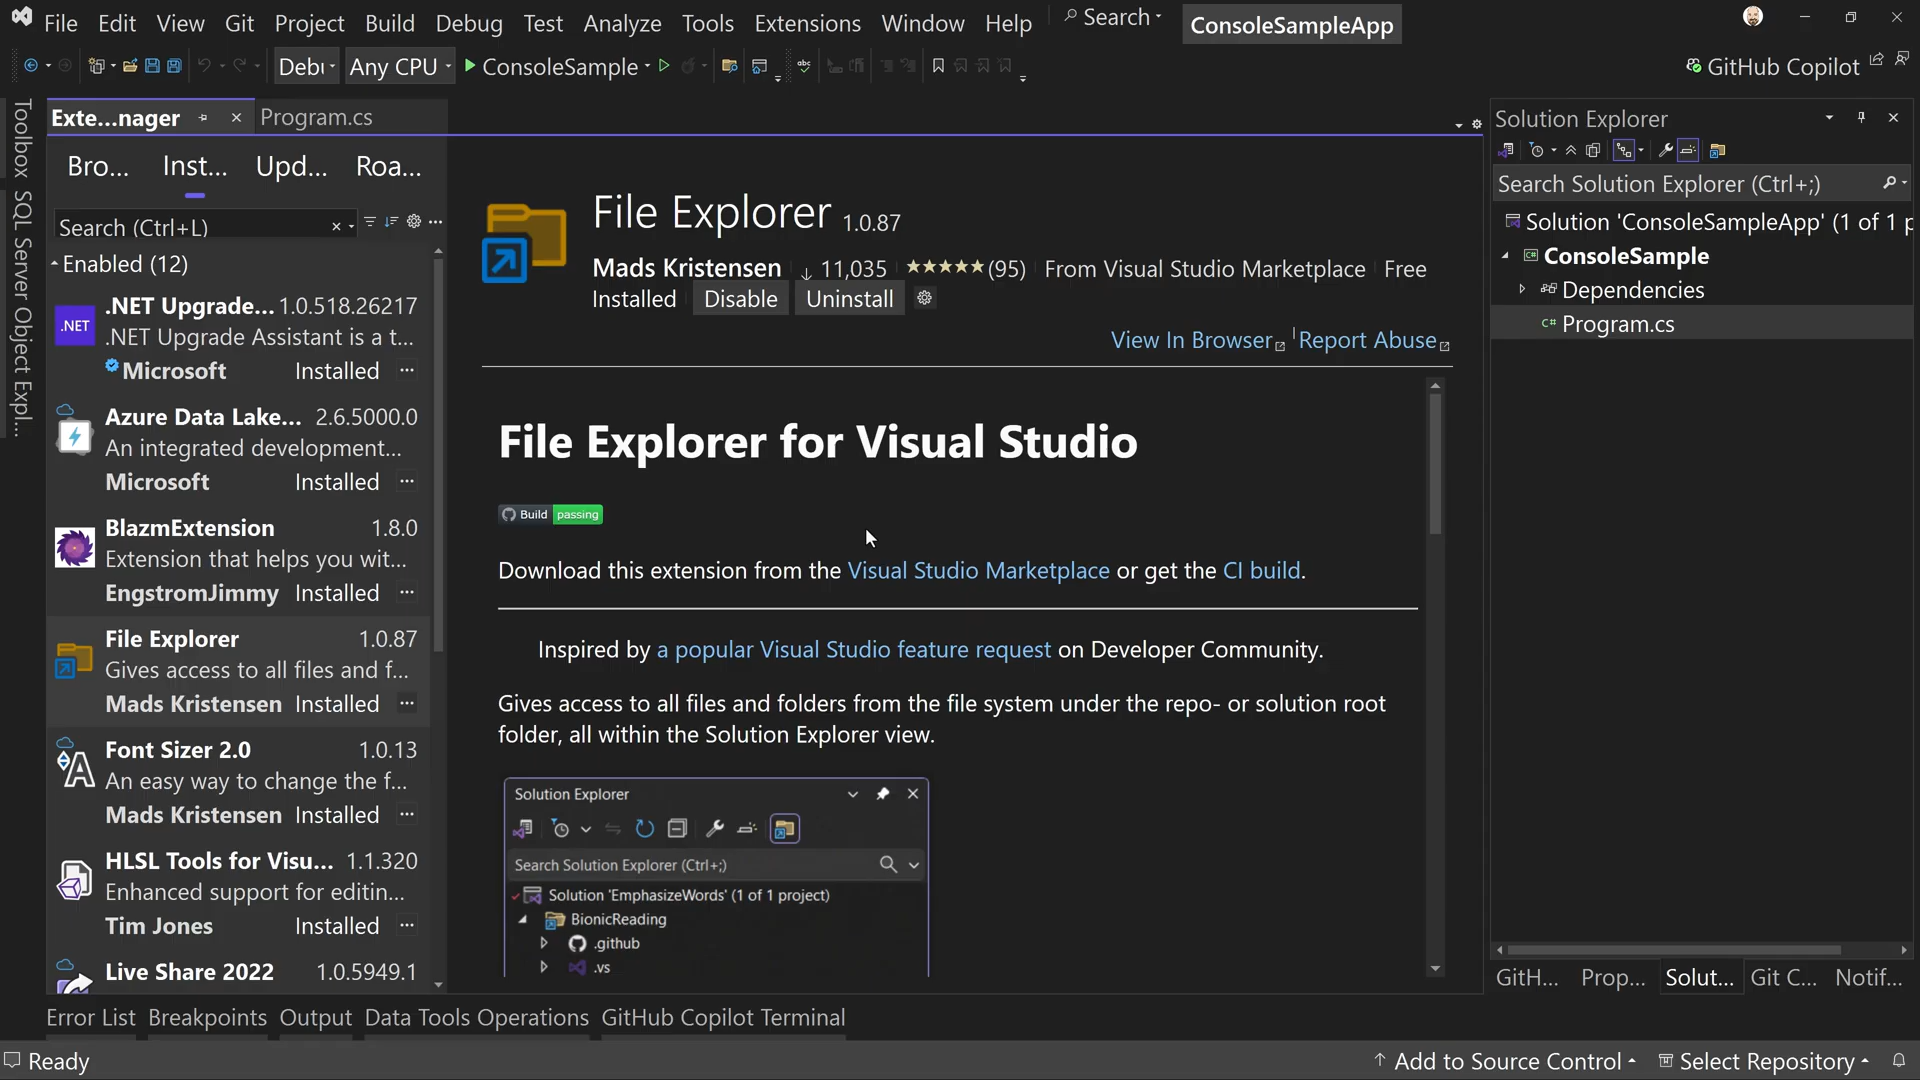 File Edit View Git Project Build Debug Test Analyze Tools Extensions Window Help Search ConsoleSampleApp
Debu Any CPU ConsoleSample GitHub Copilot
Toolbox
SQL Server Object Expl...
Exte...nager Program.cs
Bro... Inst... Upd... Roa...
Search (Ctrl+L)
Enabled (12)
.NET
.NET Upgrade... 1.0.518.26217
.NET Upgrade Assistant is a t...
Microsoft Installed
Azure Data Lake... 2.6.5000.0
An integrated development...
Microsoft Installed
BlazmExtension 1.8.0
Extension that helps you wit...
EngstromJimmy Installed
File Explorer 1.0.87
Gives access to all files and f...
Mads Kristensen Installed
Font Sizer 2.0 1.0.13
An easy way to change the f...
Mads Kristensen Installed
HLSL Tools for Visu... 1.1.320
Enhanced support for editin...
Tim Jones Installed
Live Share 2022 1.0.5949.1
File Explorer 1.0.87
Mads Kristensen 11,035 ★★★★★(95) From Visual Studio Marketplace Free
Installed Disable Uninstall
View In Browser Report Abuse
File Explorer for Visual Studio
Build passing
Download this extension from the Visual Studio Marketplace or get the CI build.
Inspired by a popular Visual Studio feature request on Developer Community.
Gives access to all files and folders from the file system under the repo- or solution root
folder, all within the Solution Explorer view.
Solution Explorer
Search Solution Explorer (Ctrl+;)
Solution 'EmphasizeWords' (1 of 1 project)
BionicReading
.github
.vs
Solution Explorer
Search Solution Explorer (Ctrl+;)
Solution 'ConsoleSampleApp' (1 of 1 p
ConsoleSample
Dependencies
C# Program.cs
GitH... Prop... Solut... Git C... Notif...
Error List Breakpoints Output Data Tools Operations GitHub Copilot Terminal
Ready Add to Source Control Select Repository